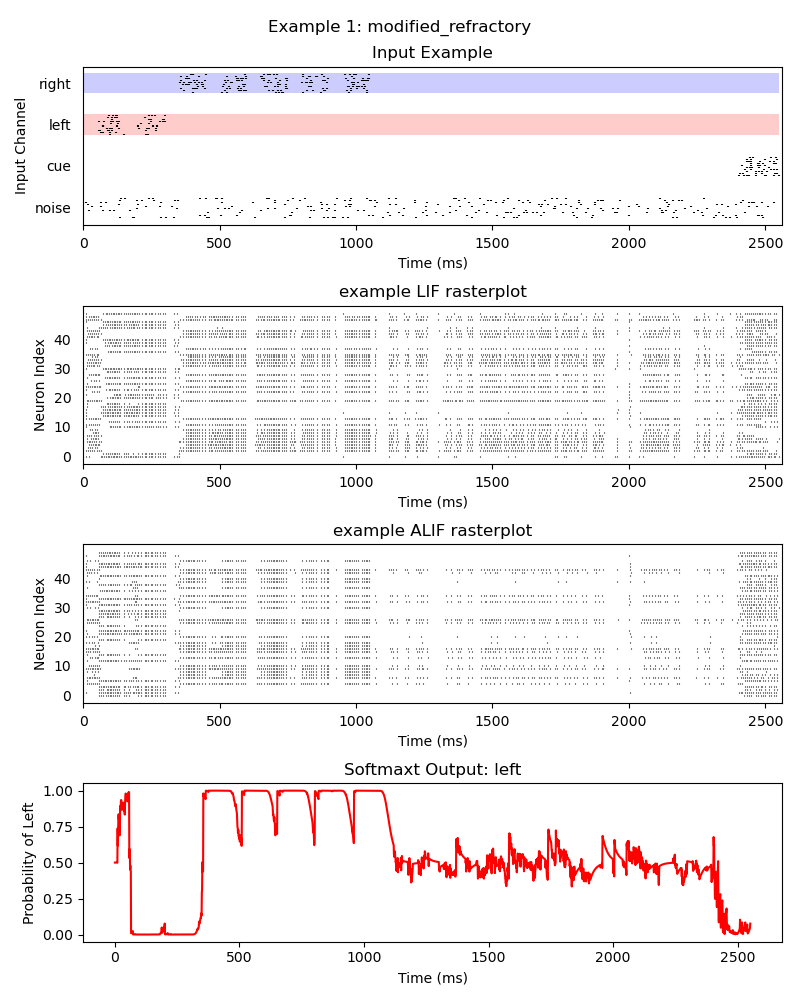 Example 1: modified_refractory
Input Example
Input Channel
right
left
cue
noise
0 500 1000 1500 2000 2500
Time (ms)
example LIF rasterplot
Neuron Index
40
30
20
10
0
0 500 1000 1500 2000 2500
Time (ms)
example ALIF rasterplot
Neuron Index
40
30
20
10
0
0 500 1000 1500 2000 2500
Time (ms)
Softmaxt Output: left
Probability of Left
1.00
0.75
0.50
0.25
0.00
0 500 1000 1500 2000 2500
Time (ms)